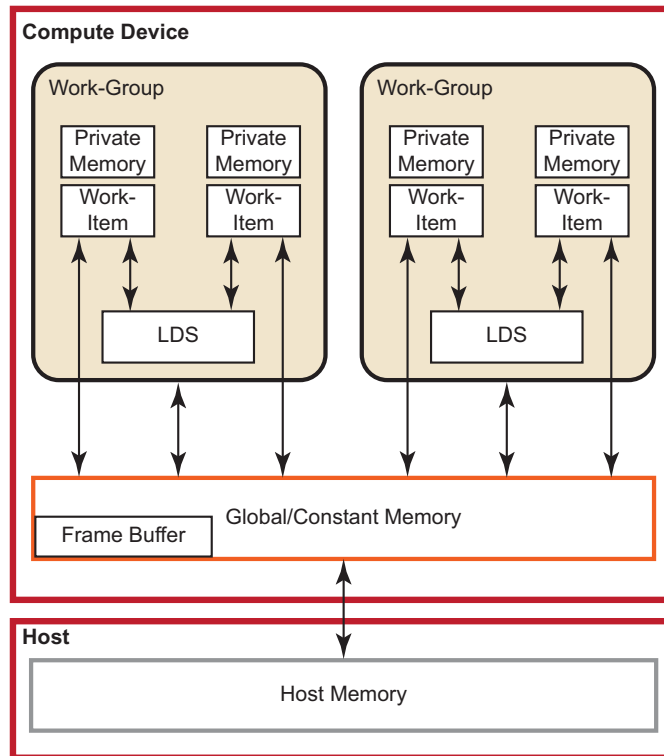 Compute Device
Work-Group
Private
Memory
Work-
Item
Private
Memory
Work-
Item
LDS
Work-Group
Private
Memory
Work-
Item
Private
Memory
Work-
Item
LDS
Global/Constant Memory
Frame Buffer
Host
Host Memory